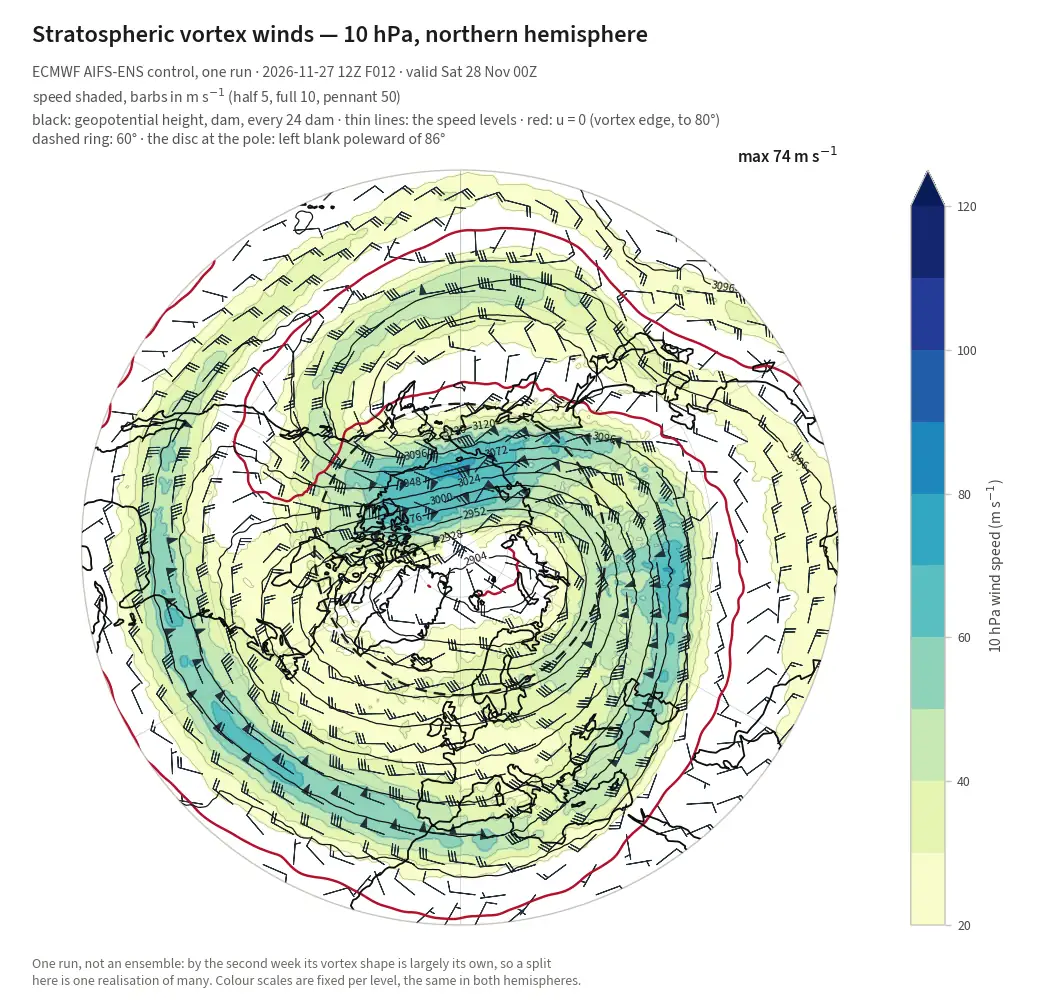 Stratospheric vortex winds — 10 hPa, northern hemisphere
ECMWF AIFS-ENS control, one run · 2026-11-27 12Z F012 · valid Sat 28 Nov 00Z
speed shaded, barbs in m s⁻¹ (half 5, full 10, pennant 50)
black: geopotential height, dam, every 24 dam · thin lines: the speed levels · red: u = 0 (vortex edge, to 80°)
dashed ring: 60° · the disc at the pole: left blank poleward of 86°
max 74 m s⁻¹
120
100
80
60
40
20
10 hPa wind speed (m s⁻¹)
3096
3120
3096
3096
3072
3096
3024
3000
2952
2928
2904
One run, not an ensemble: by the second week its vortex shape is largely its own, so a split
here is one realisation of many. Colour scales are fixed per level, the same in both hemispheres.